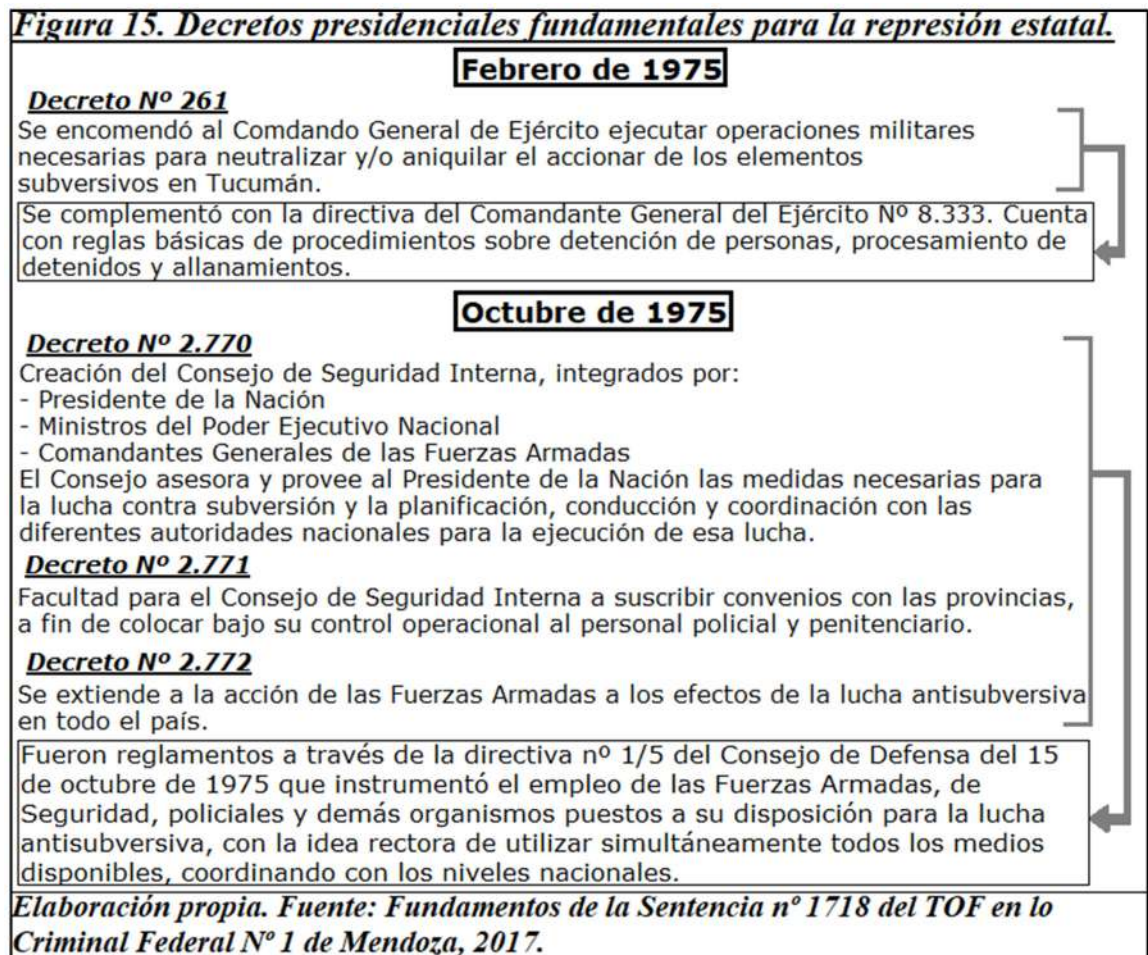 Figura 15. Decretos presidenciales fundamentales para la represión estatal.
Febrero de 1975
Decreto Nº 261
Se encomendó al Comdando General de Ejército ejecutar operaciones militares
necesarias para neutralizar y/o aniquilar el accionar de los elementos
subversivos en Tucumán.
Se complementó con la directiva del Comandante General del Ejército Nº 8.333. Cuenta
con reglas básicas de procedimientos sobre detención de personas, procesamiento de
detenidos y allanamientos.
Octubre de 1975
Decreto Nº 2.770
Creación del Consejo de Seguridad Interna, integrados por:
- Presidente de la Nación
- Ministros del Poder Ejecutivo Nacional
- Comandantes Generales de las Fuerzas Armadas
El Consejo asesora y provee al Presidente de la Nación las medidas necesarias para
la lucha contra subversión y la planificación, conducción y coordinación con las
diferentes autoridades nacionales para la ejecución de esa lucha.
Decreto Nº 2.771
Facultad para el Consejo de Seguridad Interna a suscribir convenios con las provincias,
a fin de colocar bajo su control operacional al personal policial y penitenciario.
Decreto Nº 2.772
Se extiende a la acción de las Fuerzas Armadas a los efectos de la lucha antisubversiva
en todo el país.
Fueron reglamentos a través de la directiva nº 1/5 del Consejo de Defensa del 15
de octubre de 1975 que instrumentó el empleo de las Fuerzas Armadas, de
Seguridad, policiales y demás organismos puestos a su disposición para la lucha
antisubversiva, con la idea rectora de utilizar simultáneamente todos los medios
disponibles, coordinando con los niveles nacionales.
Elaboración propia. Fuente: Fundamentos de la Sentencia nº 1718 del TOF en lo
Criminal Federal Nº 1 de Mendoza, 2017.